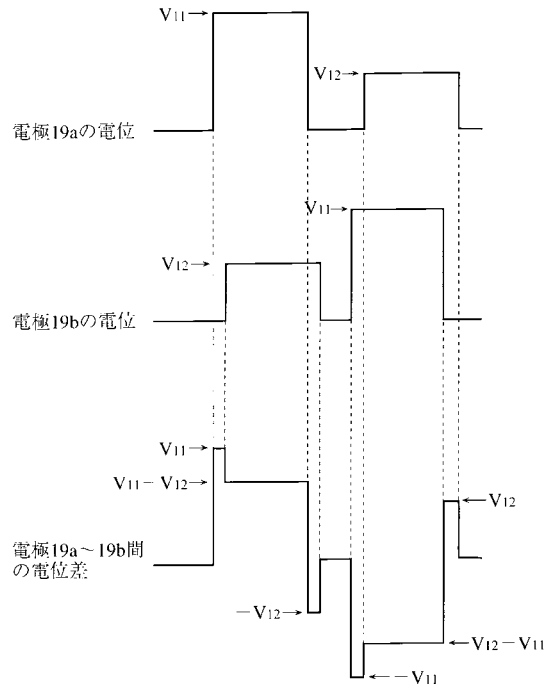 V11→
V12→
電極19aの電位
V11→
V12→
電極19bの電位
V11→
V11－V12→
←V12
電極19a～19b間
の電位差
－V12→
←V12－V11
←－V11